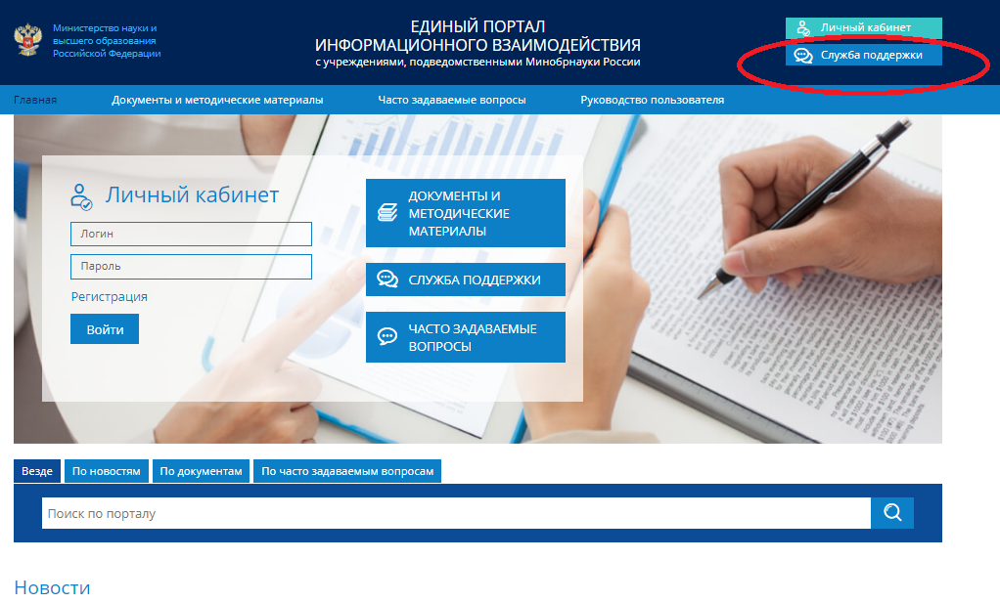 Министерство науки и
высшего образования
Российской Федерации
ЕДИНЫЙ ПОРТАЛ
ИНФОРМАЦИОННОГО ВЗАИМОДЕЙСТВИЯ
с учреждениями, подведомственными Минобрнауки России
Личный кабинет
Служба поддержки
Главная
Документы и методические материалы
Часто задаваемые вопросы
Руководство пользователя
Личный кабинет
Логин
Пароль
Регистрация
Войти
ДОКУМЕНТЫ И
МЕТОДИЧЕСКИЕ
МАТЕРИАЛЫ
СЛУЖБА ПОДДЕРЖКИ
ЧАСТО ЗАДАВАЕМЫЕ
ВОПРОСЫ
Везде
По новостям
По документам
По часто задаваемым вопросам
Поиск по порталу
Новости